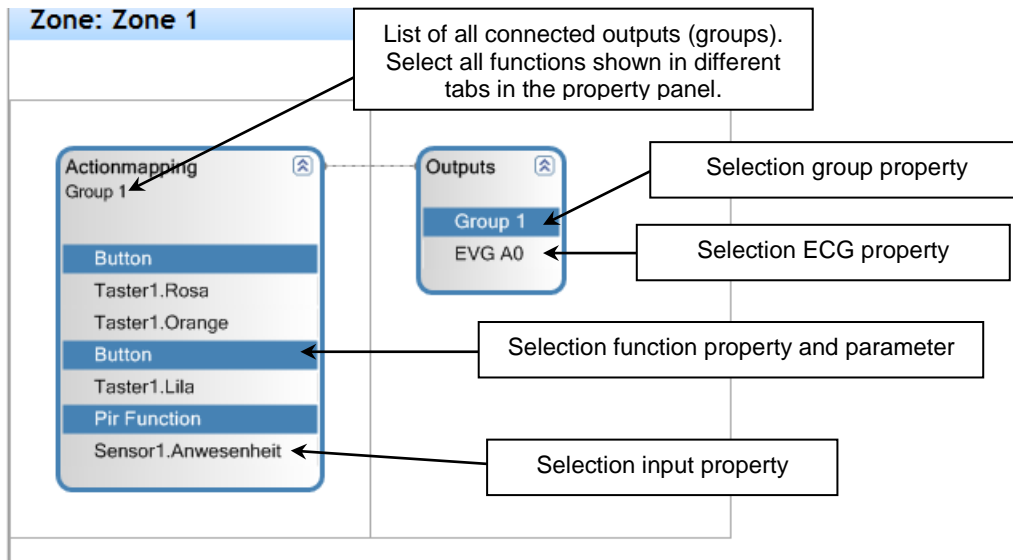 Zone: Zone 1
List of all connected outputs (groups).
Select all functions shown in different
tabs in the property panel.
Actionmapping
Group 1
Button
Taster1.Rosa
Taster1.Orange
Button
Taster1.Lila
Pir Function
Sensor1.Anwesenheit
Outputs
Group 1
EVG A0
Selection group property
Selection ECG property
Selection function property and parameter
Selection input property